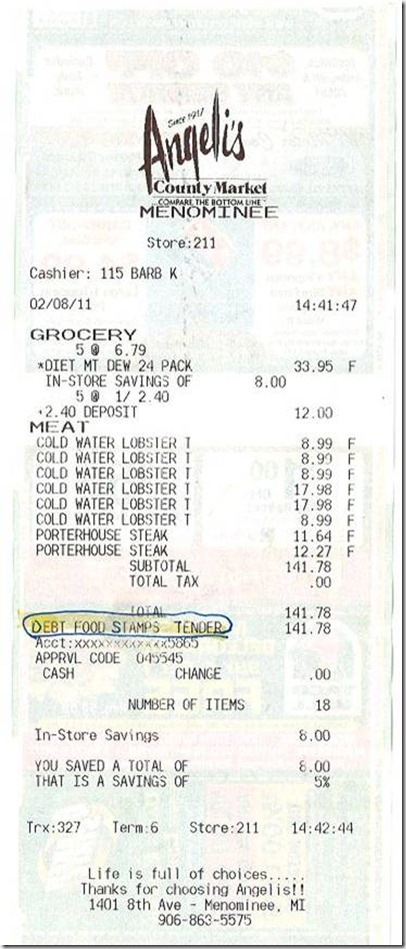 Since 1917
Angeli's
County Market
COMPARE THE BOTTOM LINE
MENOMINEE
Store:211
Cashier: 115 BARB K
02/08/11 14:41:47
GROCERY
5 @ 6.79
*DIET MT DEW 24 PACK 33.95 F
IN-STORE SAVINGS OF 8.00
5 @ 1/ 2.40
+2.40 DEPOSIT 12.00
MEAT
COLD WATER LOBSTER T 8.99 F
COLD WATER LOBSTER T 8.99 F
COLD WATER LOBSTER T 8.99 F
COLD WATER LOBSTER T 17.98 F
COLD WATER LOBSTER T 17.98 F
COLD WATER LOBSTER T 8.99 F
PORTERHOUSE STEAK 11.64 F
PORTERHOUSE STEAK 12.27 F
SUBTOTAL 141.78
TOTAL TAX .00
TOTAL 141.78
DEBT FOOD STAMPS TENDER 141.78
Acct:xxxxxxxxxxxx5865
APPRVL CODE 045545
CASH CHANGE .00
NUMBER OF ITEMS 18
In-Store Savings 8.00
YOU SAVED A TOTAL OF 8.00
THAT IS A SAVINGS OF 5%
Trx:327 Term:6 Store:211 14:42:44
Life is full of choices.....
Thanks for choosing Angelis!!
1401 8th Ave - Menominee, MI
906-863-5575